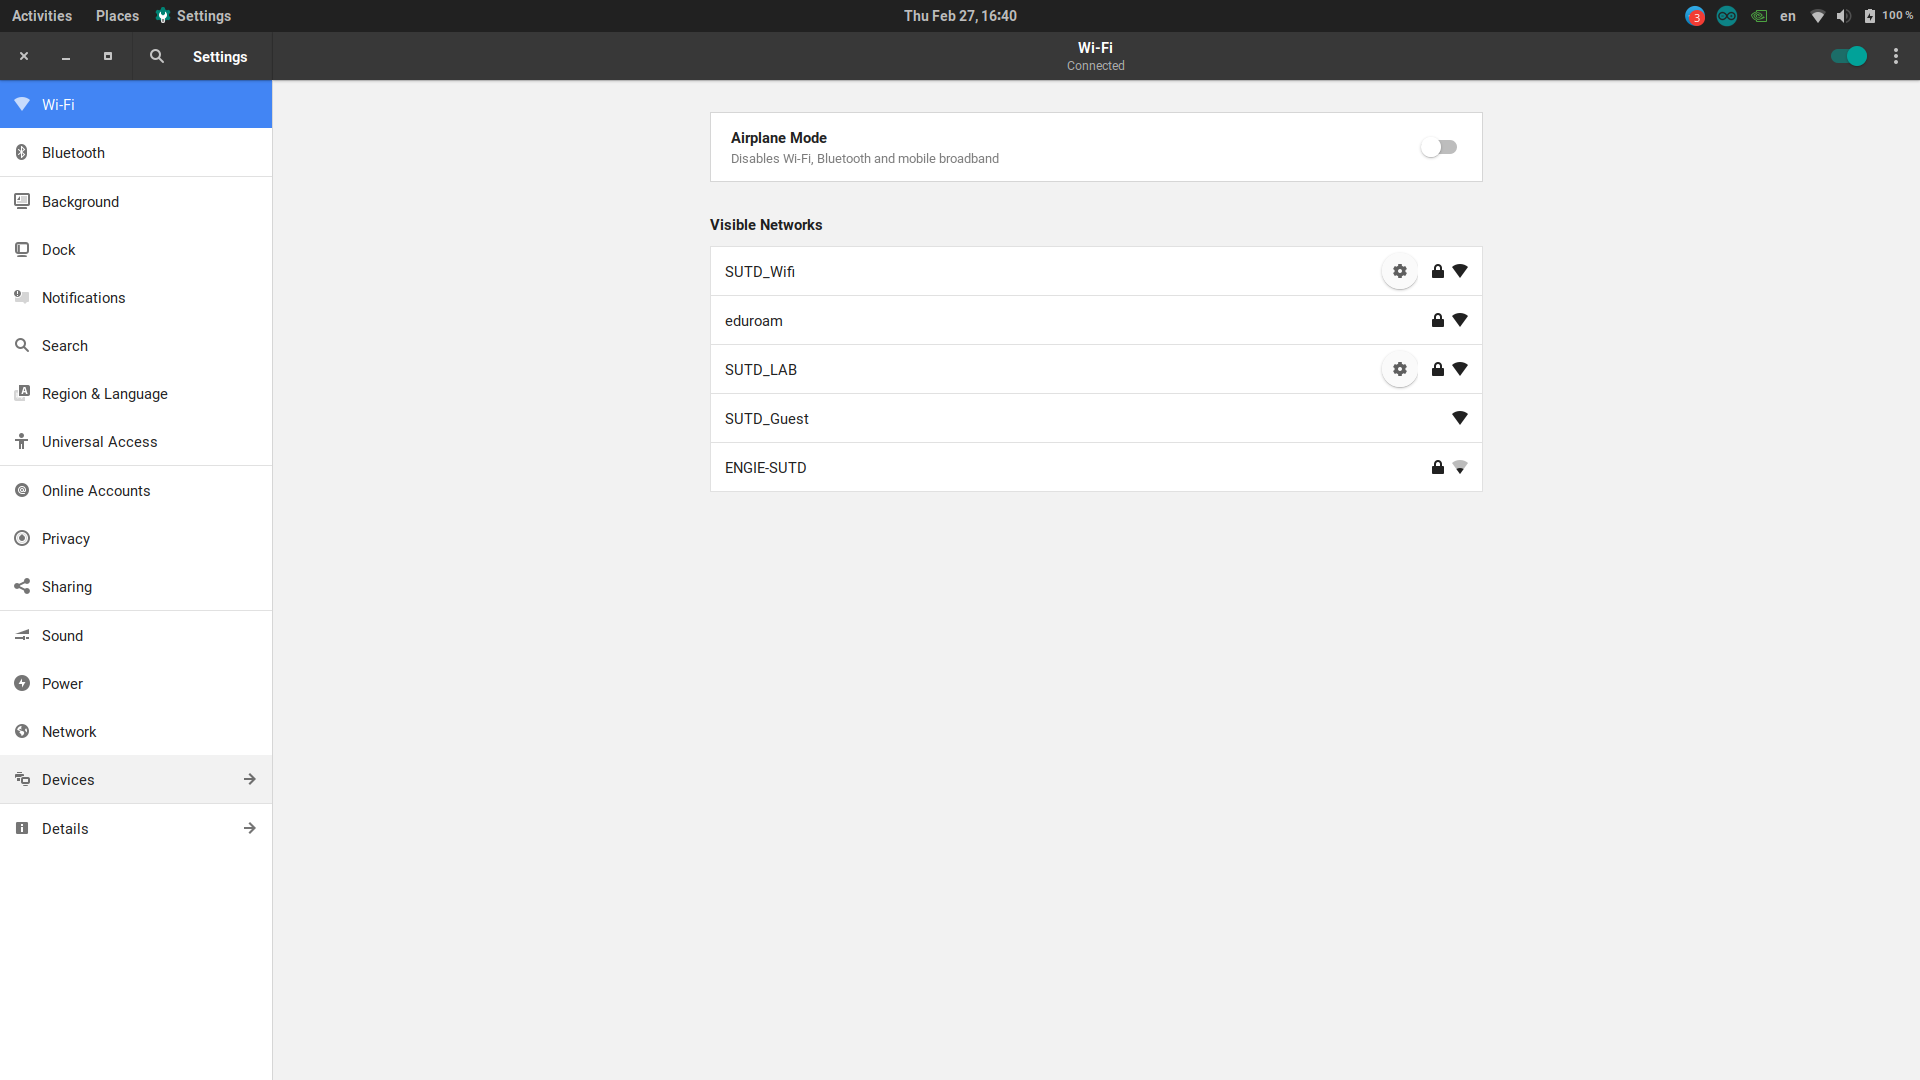 Activities Places Settings Thu Feb 27, 16:40 3 en 100 %
Settings Wi-Fi
Connected
Wi-Fi
Bluetooth
Background
Dock
Notifications
Search
Region & Language
Universal Access
Online Accounts
Privacy
Sharing
Sound
Power
Network
Devices
Details
Airplane Mode
Disables Wi-Fi, Bluetooth and mobile broadband
Visible Networks
SUTD_Wifi
eduroam
SUTD_LAB
SUTD_Guest
ENGIE-SUTD